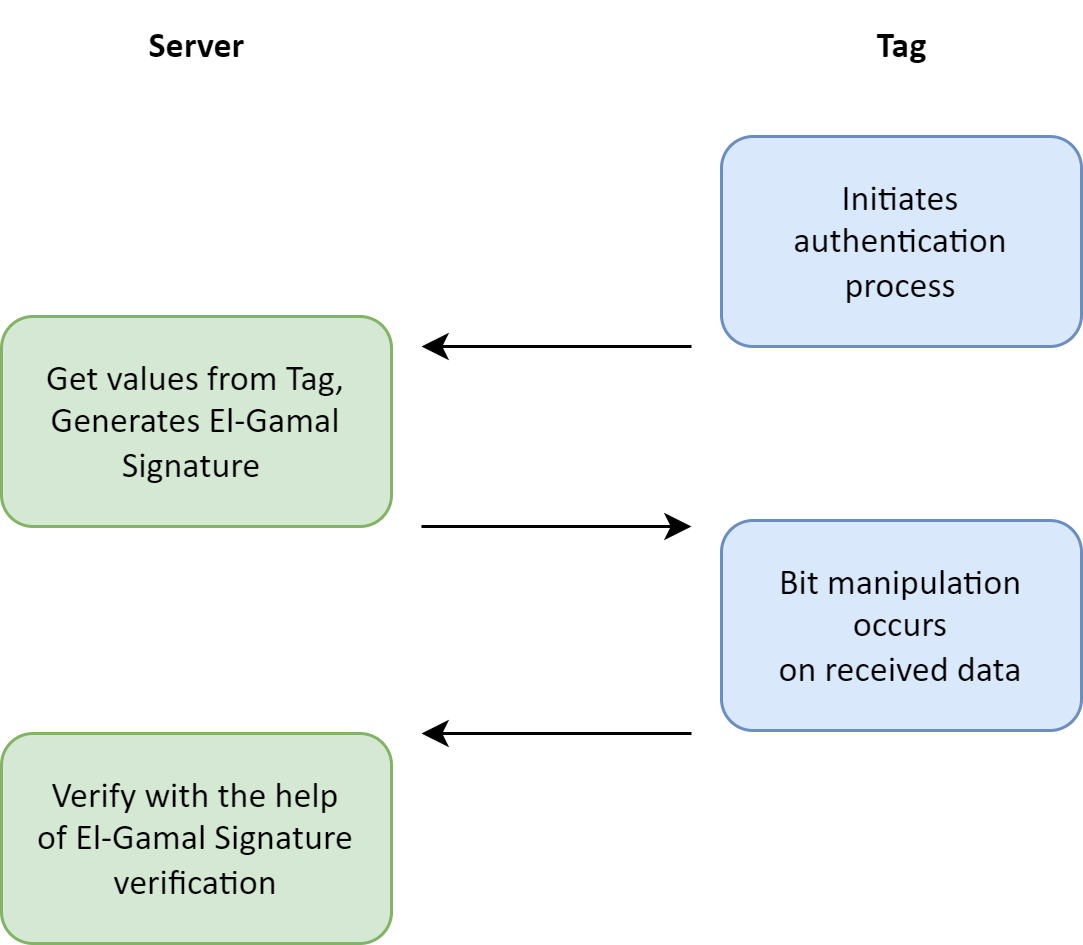 Server
Tag
Initiates
authentication
process
Get values from Tag,
Generates El-Gamal
Signature
Bit manipulation
occurs
on received data
Verify with the help
of El-Gamal Signature
verification